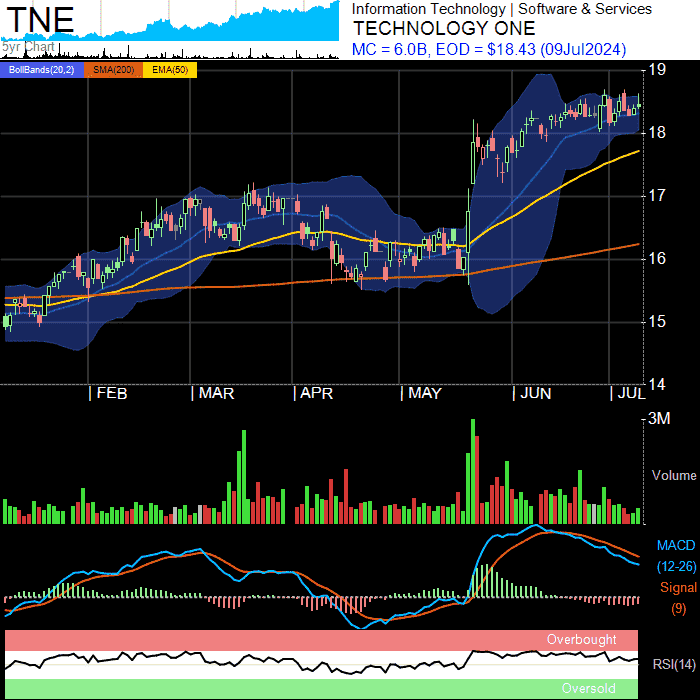 TNE
5yr Chart
Information Technology | Software & Services
TECHNOLOGY ONE
MC = 6.0B, EOD = $18.43 (09Jul2024)
BollBands(20,2) SMA(200) EMA(50)
19
18
17
16
15
14
| FEB | MAR | APR | MAY | JUN | JUL
3M
Volume
MACD
(12-26)
Signal
(9)
Overbought
RSI(14)
Oversold